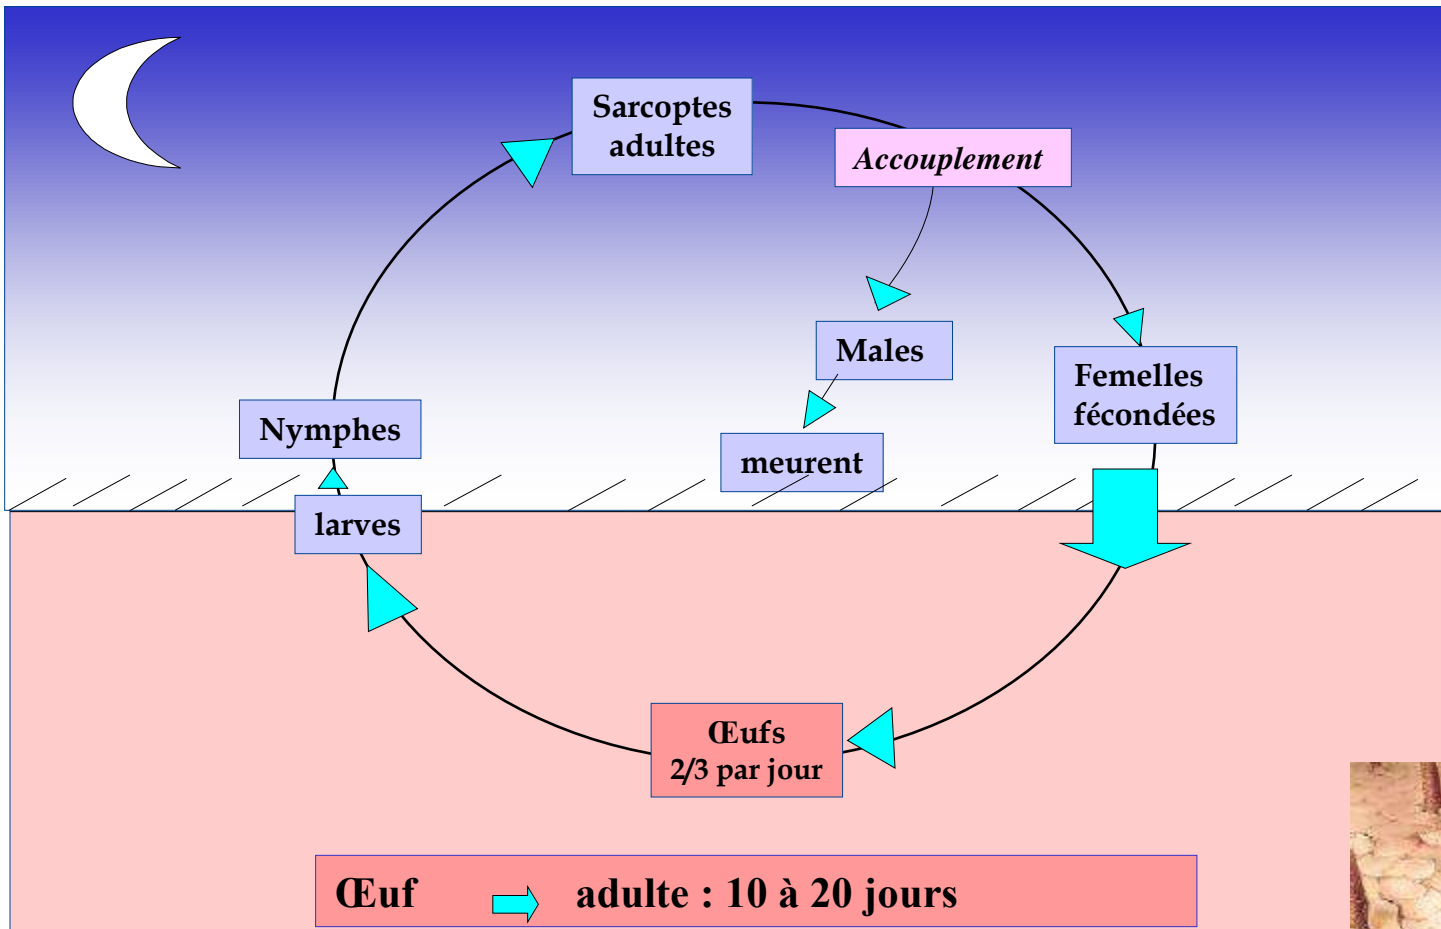 Sarcoptes
adultes
Accouplement
Males
Femelles
fécondées
Nymphes
meurent
larves
Œufs
2/3 par jour
Œuf adulte : 10 à 20 jours